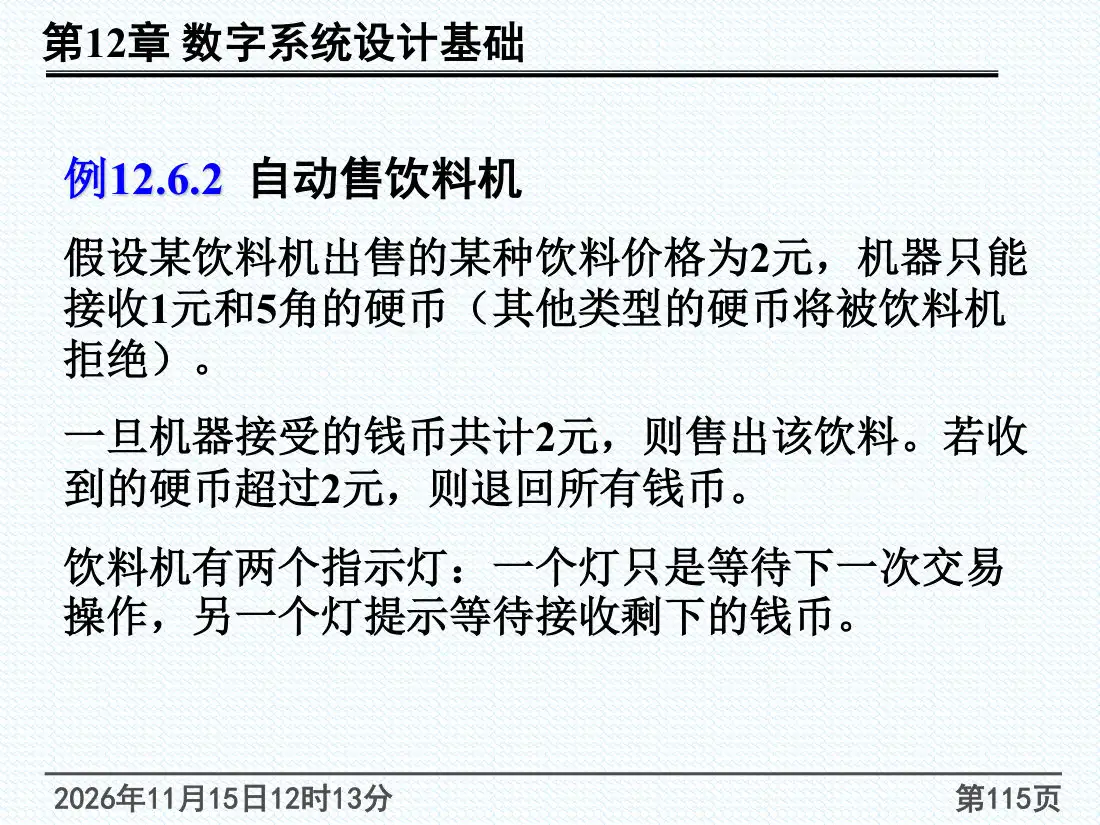 第12章 数字系统设计基础
例12.6.2 自动售饮料机
假设某饮料机出售的某种饮料价格为2元，机器只能
接收1元和5角的硬币（其他类型的硬币将被饮料机
拒绝）。
一旦机器接受的钱币共计2元，则售出该饮料。若收
到的硬币超过2元，则退回所有钱币。
饮料机有两个指示灯：一个灯只是等待下一次交易
操作，另一个灯提示等待接收剩下的钱币。
2026年11月15日12时13分
第115页